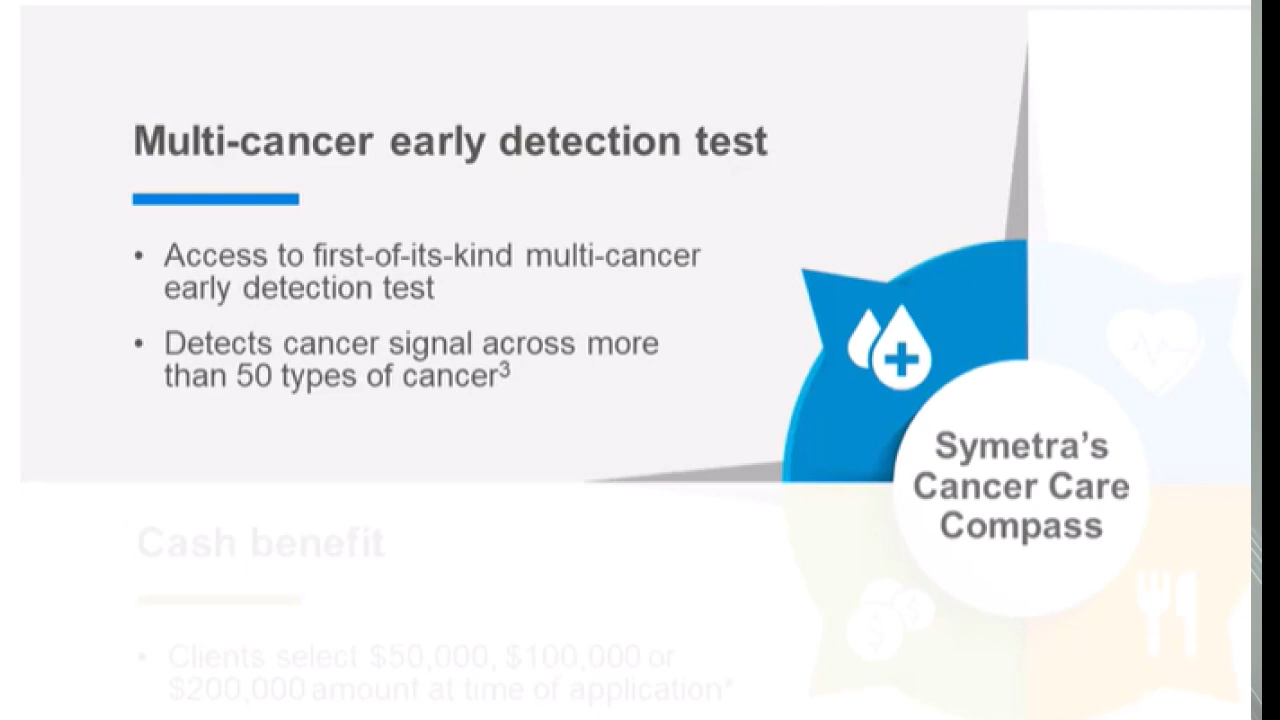 Multi-cancer early detection test
• Access to first-of-its-kind multi-cancer
early detection test
• Detects cancer signal across more
than 50 types of cancer³
Symetra’s
Cancer Care
Compass
Cash benefit
• Clients select $50,000, $100,000 or
$200,000 amount at time of application*